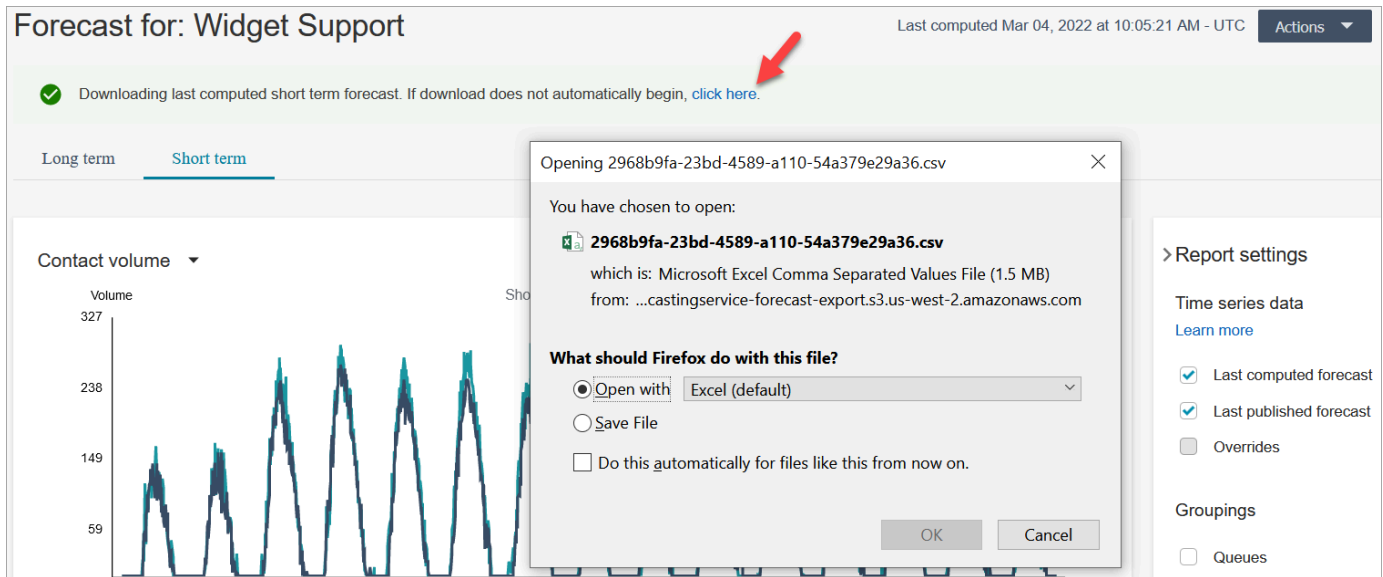 Forecast for: Widget Support
Last computed Mar 04, 2022 at 10:05:21 AM - UTC
Actions
Downloading last computed short term forecast. If download does not automatically begin, click here.
Long term
Short term
Opening 2968b9fa-23bd-4589-a110-54a379e29a36.csv
You have chosen to open:
2968b9fa-23bd-4589-a110-54a379e29a36.csv
which is: Microsoft Excel Comma Separated Values File (1.5 MB)
from: ...castingservice-forecast-export.s3.us-west-2.amazonaws.com
What should Firefox do with this file?
Open with
Excel (default)
Save File
Do this automatically for files like this from now on.
OK
Cancel
Contact volume
Volume
Sho
327
238
149
59
Report settings
Time series data
Learn more
Last computed forecast
Last published forecast
Overrides
Groupings
Queues